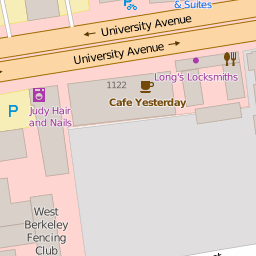 & Suites
University Avenue
University Avenue
Long's Locksmiths
1122
Cafe Yesterday
P
Judy Hair
and Nails
West
Berkeley
Fencing
Club